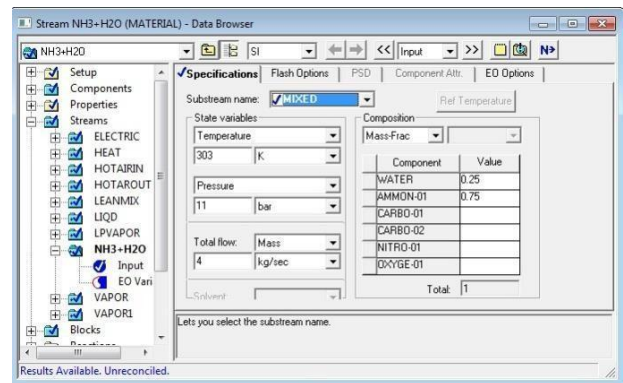 Stream NH3+H2O (MATERIAL) - Data Browser
NH3+H2O SI << Input >> N>
Setup
Components
Properties
Streams
ELECTRIC
HEAT
HOTAIRIN
HOTAROUT
LEANMIX
LIQD
LPVAPOR
NH3+H2O
Input
EO Vari
VAPOR
VAPOR1
Blocks
Specifications Flash Options PSD Component Attr. EO Options
Substream name: MIXED Ref Temperature
State variables
Temperature
303 K
Pressure
11 bar
Total flow: Mass
4 kg/sec
Solvent
Composition
Mass-Frac
Component Value
WATER 0.25
AMMON-01 0.75
CARBO-01
CARBO-02
NITRO-01
OXYGE-01
Total: 1
Lets you select the substream name.
Results Available. Unreconciled.